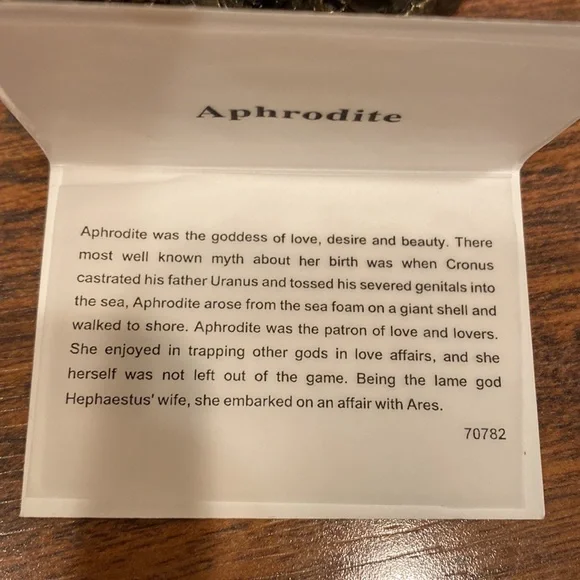 Aphrodite
Aphrodite was the goddess of love, desire and beauty. There
most well known myth about her birth was when Cronus
castrated his father Uranus and tossed his severed genitals into
the sea, Aphrodite arose from the sea foam on a giant shell and
walked to shore. Aphrodite was the patron of love and lovers.
She enjoyed in trapping other gods in love affairs, and she
herself was not left out of the game. Being the lame god
Hephaestus' wife, she embarked on an affair with Ares.
70782